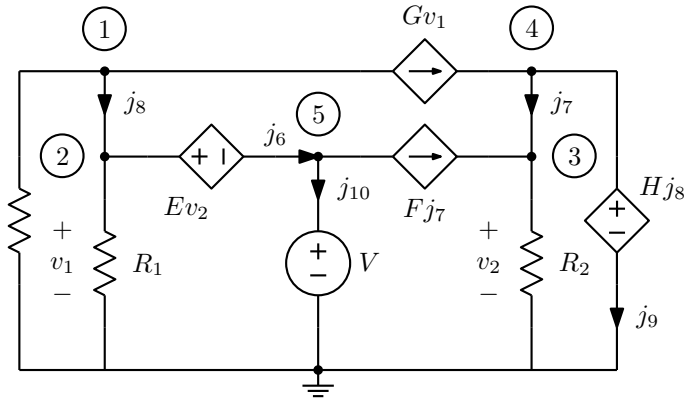 1
Gv₁
4
j₈
j₇
5
2
j₆
3
+ −
j₁₀
Ev₂
Fj₇
Hj₈
+
−
+
v₁
−
R₁
+
−
V
+
v₂
−
R₂
j₉